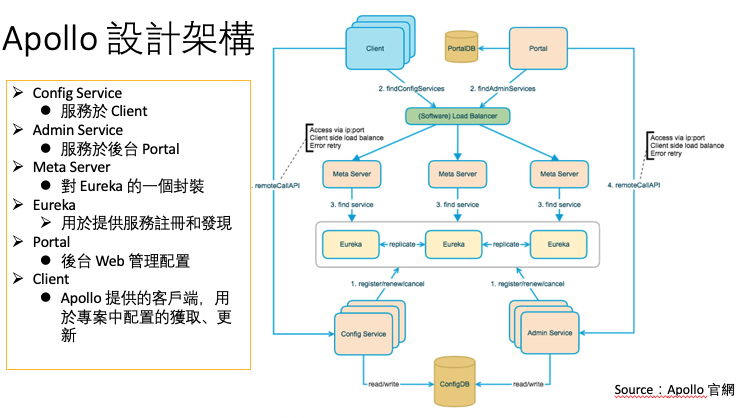 Apollo 設計架構
➢ Config Service
● 服務於 Client
➢ Admin Service
● 服務於後台 Portal
➢ Meta Server
● 對 Eureka 的一個封裝
➢ Eureka
➢ 用於提供服務註冊和發現
➢ Portal
● 後台 Web 管理配置
➢ Client
● Apollo 提供的客戶端，用
於專案中配置的獲取、更
新
Client
PortalDB
Portal
2. findConfigServices
2. findAdminServices
(Software) Load Balancer
Access via ip:port
Client side load balance
Error retry
Access via ip:port
Client side load balance
Error retry
Meta Server
Meta Server
Meta Server
. remoteCallAPI
4. remoteCallAPI
3. find service
3. find service
3. find service
Eureka
replicate
Eureka
replicate
Eureka
1. register/renew/cancel
1. register/renew/cancel
Config Service
Admin Service
read/write
ConfigDB
read/write
Source：Apollo 官網